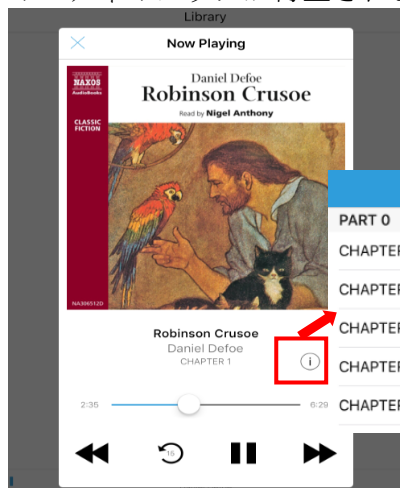 Library
Now Playing
NAXOS
AudioBooks
CLASSIC
FICTION
Daniel Defoe
Robinson Crusoe
Read by Nigel Anthony
NA306512D
PART 0
CHAPTER
CHAPTER
CHAPTER
CHAPTER
CHAPTER
Robinson Crusoe
Daniel Defoe
CHAPTER 1
i
2:35
6:29
15